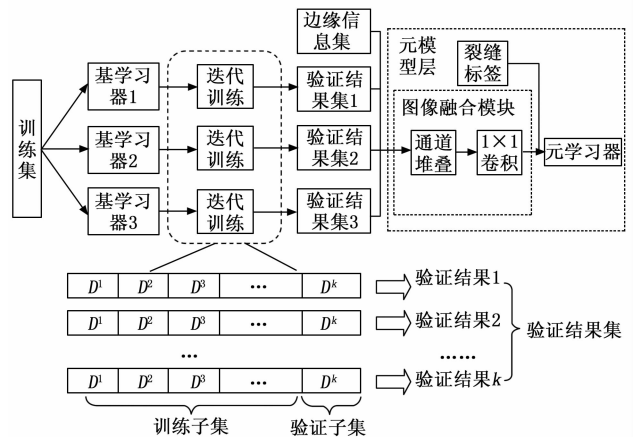 边缘信
息集
元模
型层
裂缝
标签
训练集
基学习
器1
迭代
训练
验证结
果集1
图像融合模块
基学习
器2
迭代
训练
验证结
果集2
通道
堆叠
1×1
卷积
元学习器
基学习
器3
迭代
训练
验证结
果集3
D¹ D² D³ ··· Dᵏ 验证结果1
D¹ D² D³ ··· Dᵏ 验证结果2
验证结果集
··· ······
D¹ D² D³ ··· Dᵏ 验证结果k
训练子集 验证子集